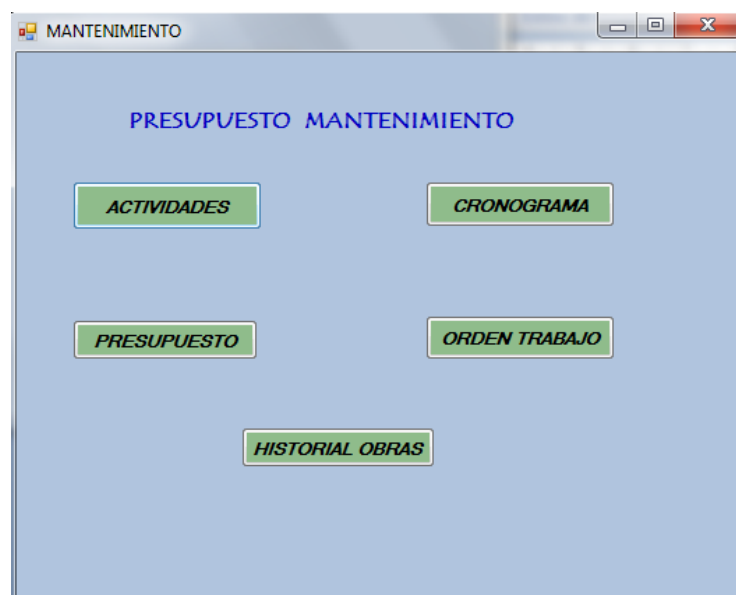 MANTENIMIENTO
PRESUPUESTO MANTENIMIENTO
ACTIVIDADES
CRONOGRAMA
PRESUPUESTO
ORDEN TRABAJO
HISTORIAL OBRAS